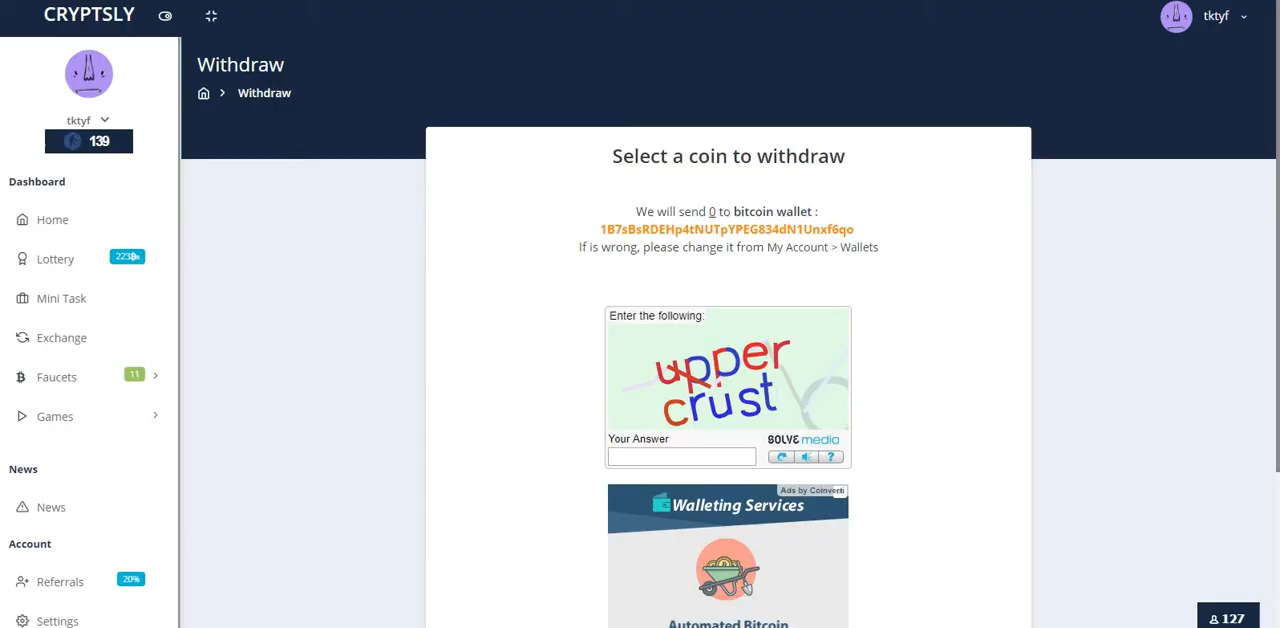 CRYPTSLY
tktyf
tktyf
139
Dashboard
Home
Lottery
Mini Task
Exchange
Faucets 11
Games
News
News
Account
Referrals 20%
Settings
Withdraw
Withdraw
Select a coin to withdraw
We will send 0 to bitcoin wallet :
1B7sBsRDEHp4tNUTpYPEG834dN1Unxf6qo
If is wrong, please change it from My Account > Wallets
Enter the following:
upper
crust
Your Answer
SOLVE media
?
Ads by Coinverti
Walleting Services
Automated Bitcoin
127